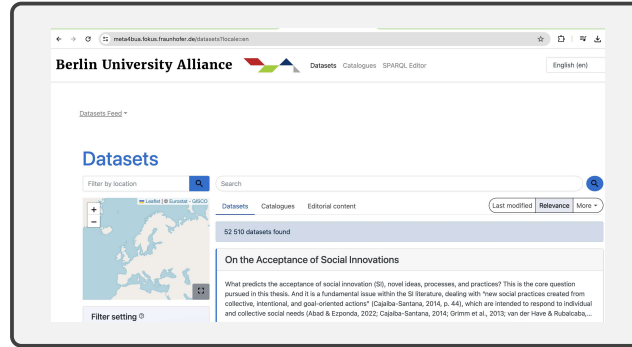 meta4bua.fokus.fraunhofer.de/datasets?locale=en
Berlin University Alliance
Datasets Catalogues SPARQL Editor
English (en)
Datasets Feed
Datasets
Filter by location
Search
Leaflet | © Eurostat - GISCO
+
−
Datasets Catalogues Editorial content
Last modified Relevance More
52 510 datasets found
On the Acceptance of Social Innovations
What predicts the acceptance of social innovation (SI), novel ideas, processes, and practices? This is the core question
pursued in this thesis. And it is a fundamental issue within the SI literature, dealing with "new social practices created from
collective, intentional, and goal-oriented actions" (Cajaiba-Santana, 2014, p. 44), which are intended to respond to individual
and collective social needs (Abad & Ezponda, 2022; Cajaiba-Santana, 2014; Grimm et al., 2013; van der Have & Rubalcaba,...
Filter setting